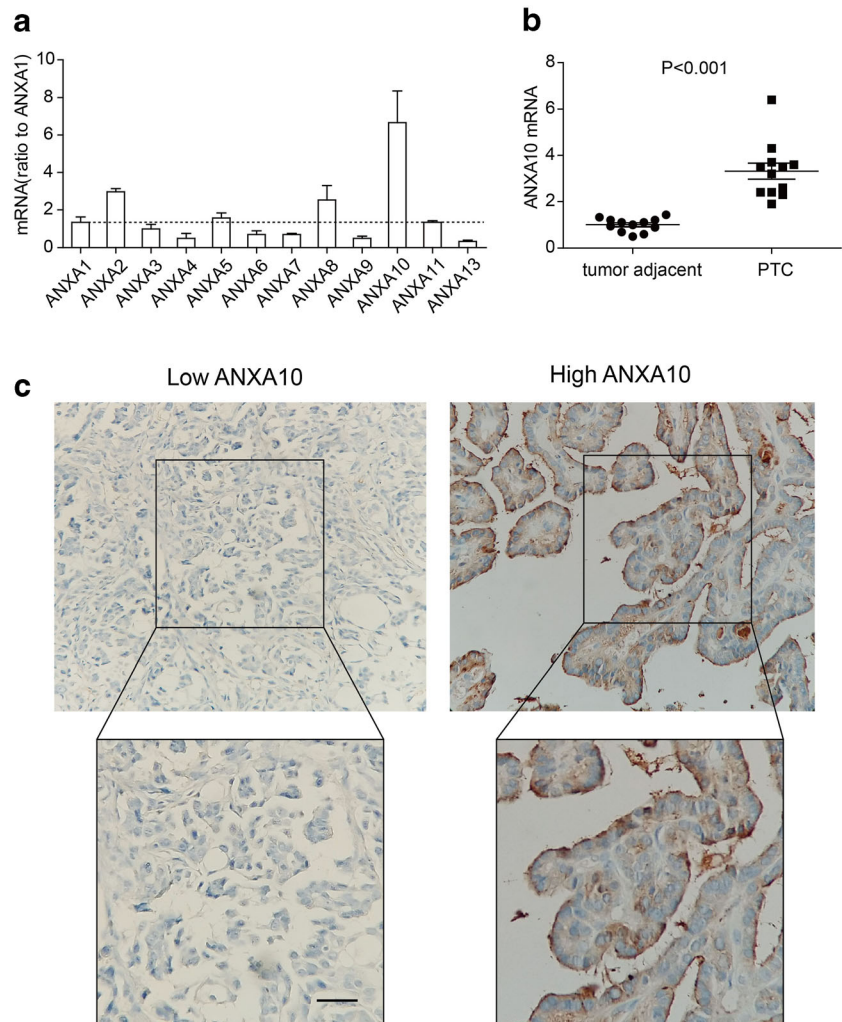 a
mRNA(ratio to ANXA1)
10
8
6
4
2
0
ANXA1
ANXA2
ANXA3
ANXA4
ANXA5
ANXA6
ANXA7
ANXA8
ANXA9
ANXA10
ANXA11
ANXA13
b
P<0.001
ANXA10 mRNA
8
6
4
2
0
tumor adjacent
PTC
c
Low ANXA10
High ANXA10